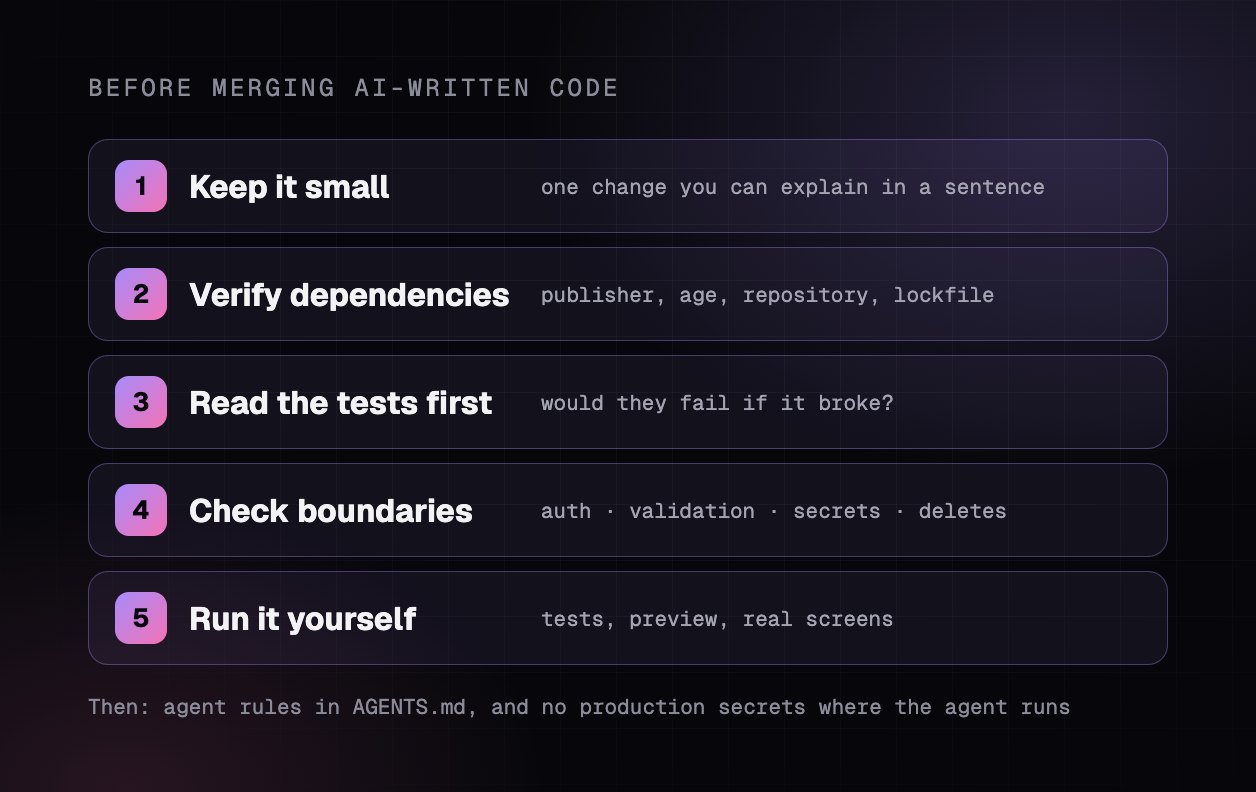 BEFORE MERGING AI-WRITTEN CODE
1 Keep it small one change you can explain in a sentence
2 Verify dependencies publisher, age, repository, lockfile
3 Read the tests first would they fail if it broke?
4 Check boundaries auth · validation · secrets · deletes
5 Run it yourself tests, preview, real screens
Then: agent rules in AGENTS.md, and no production secrets where the agent runs